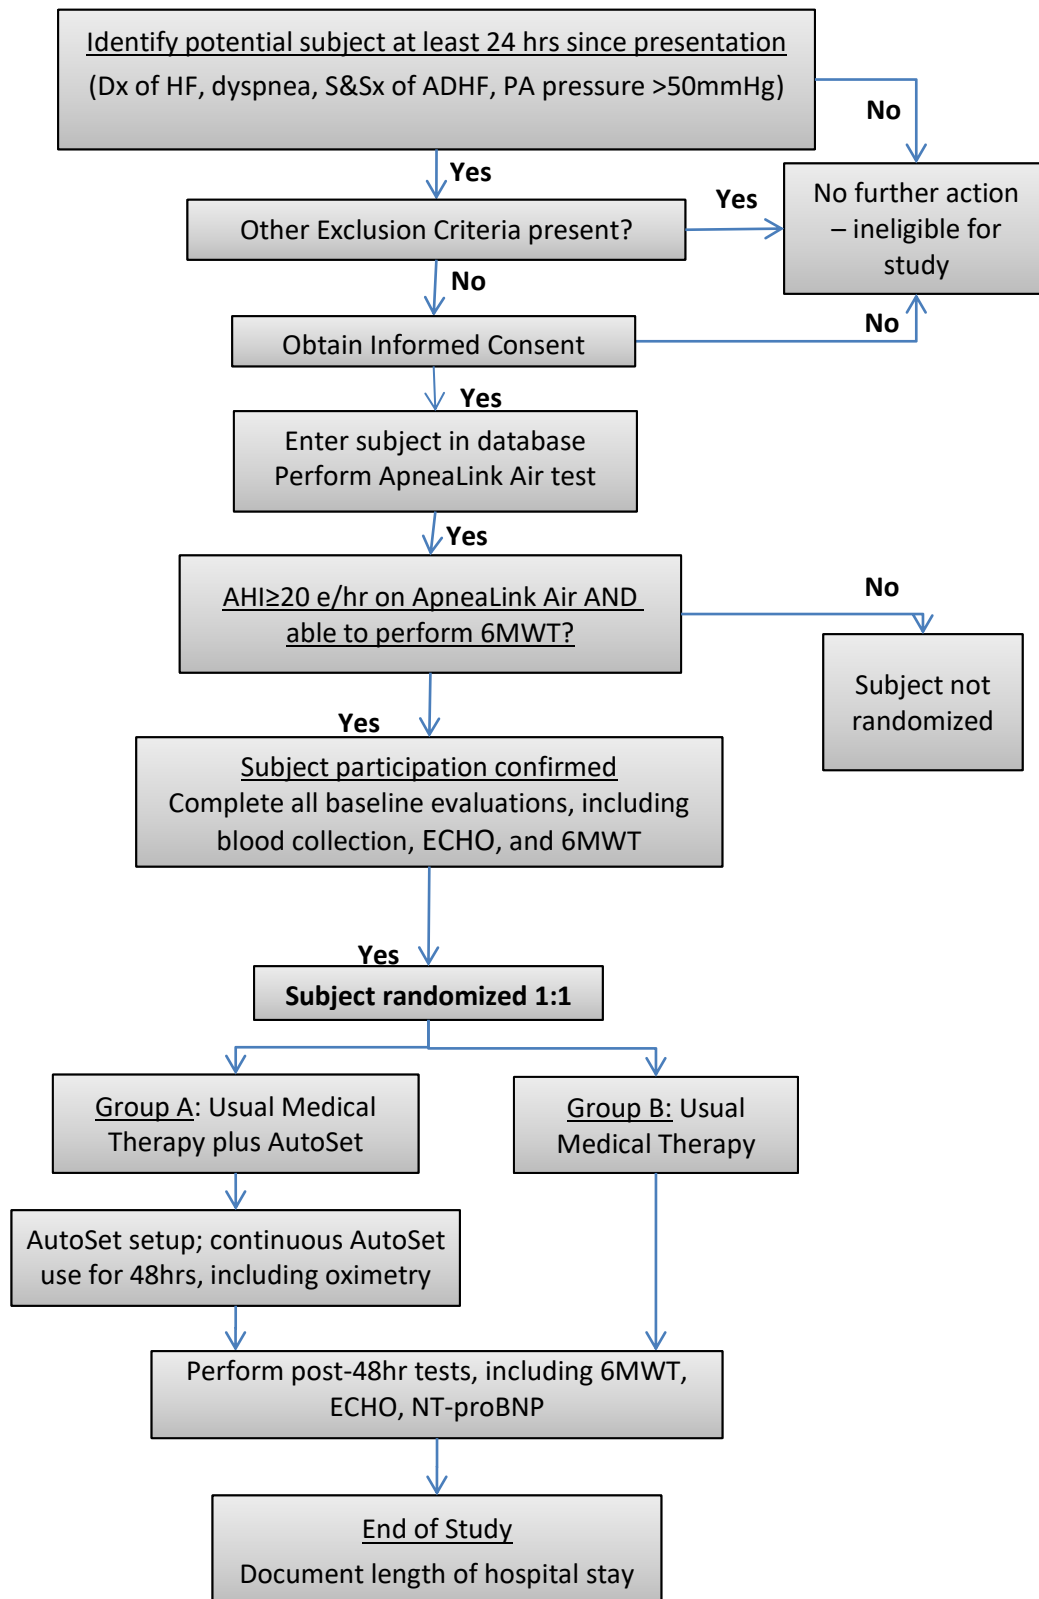 Identify potential subject at least 24 hrs since presentation
(Dx of HF, dyspnea, S&Sx of ADHF, PA pressure >50mmHg)
No
Yes
Other Exclusion Criteria present?
Yes
No further action
– ineligible for
study
No
Obtain Informed Consent
No
Yes
Enter subject in database
Perform ApneaLink Air test
Yes
AHI≥20 e/hr on ApneaLink Air AND
able to perform 6MWT?
No
Subject not
randomized
Yes
Subject participation confirmed
Complete all baseline evaluations, including
blood collection, ECHO, and 6MWT
Yes
Subject randomized 1:1
Group A: Usual Medical
Therapy plus AutoSet
Group B: Usual
Medical Therapy
AutoSet setup; continuous AutoSet
use for 48hrs, including oximetry
Perform post-48hr tests, including 6MWT,
ECHO, NT-proBNP
End of Study
Document length of hospital stay